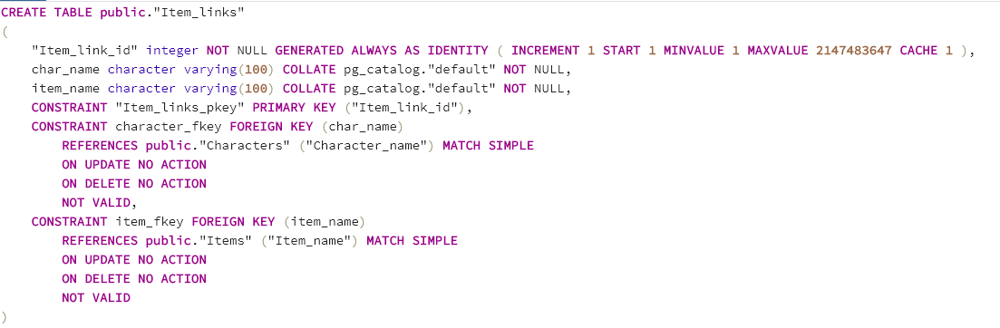 CREATE TABLE public."Item_links"
(
    "Item_link_id" integer NOT NULL GENERATED ALWAYS AS IDENTITY ( INCREMENT 1 START 1 MINVALUE 1 MAXVALUE 2147483647 CACHE 1 ),
    char_name character varying(100) COLLATE pg_catalog."default" NOT NULL,
    item_name character varying(100) COLLATE pg_catalog."default" NOT NULL,
    CONSTRAINT "Item_links_pkey" PRIMARY KEY ("Item_link_id"),
    CONSTRAINT character_fkey FOREIGN KEY (char_name)
        REFERENCES public."Characters" ("Character_name") MATCH SIMPLE
        ON UPDATE NO ACTION
        ON DELETE NO ACTION
        NOT VALID,
    CONSTRAINT item_fkey FOREIGN KEY (item_name)
        REFERENCES public."Items" ("Item_name") MATCH SIMPLE
        ON UPDATE NO ACTION
        ON DELETE NO ACTION
        NOT VALID
)